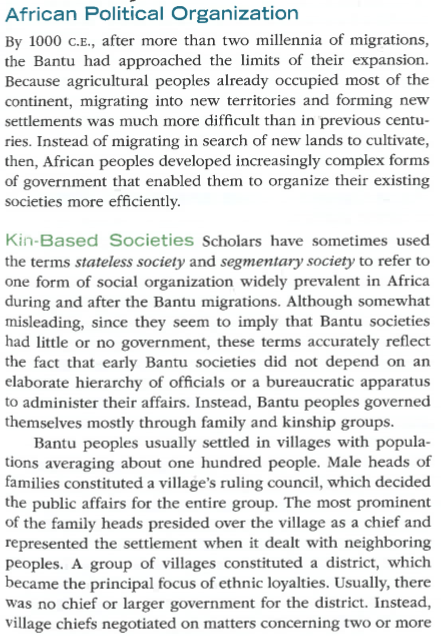 African Political Organization
By 1000 C.E., after more than two millennia of migrations,
the Bantu had approached the limits of their expansion.
Because agricultural peoples already occupied most of the
continent, migrating into new territories and forming new
settlements was much more difficult than in previous centu-
ries. Instead of migrating in search of new lands to cultivate,
then, African peoples developed increasingly complex forms
of government that enabled them to organize their existing
societies more efficiently.
Kin-Based Societies Scholars have sometimes used
the terms stateless society and segmentary society to refer to
one form of social organization widely prevalent in Africa
during and after the Bantu migrations. Although somewhat
misleading, since they seem to imply that Bantu societies
had little or no government, these terms accurately reflect
the fact that early Bantu societies did not depend on an
elaborate hierarchy of officials or a bureaucratic apparatus
to administer their affairs. Instead, Bantu peoples governed
themselves mostly through family and kinship groups.
Bantu peoples usually settled in villages with popula-
tions averaging about one hundred people. Male heads of
families constituted a village's ruling council, which decided
the public affairs for the entire group. The most prominent
of the family heads presided over the village as a chief and
represented the settlement when it dealt with neighboring
peoples. A group of villages constituted a district, which
became the principal focus of ethnic loyalties. Usually, there
was no chief or larger government for the district. Instead,
village chiefs negotiated on matters concerning two or more